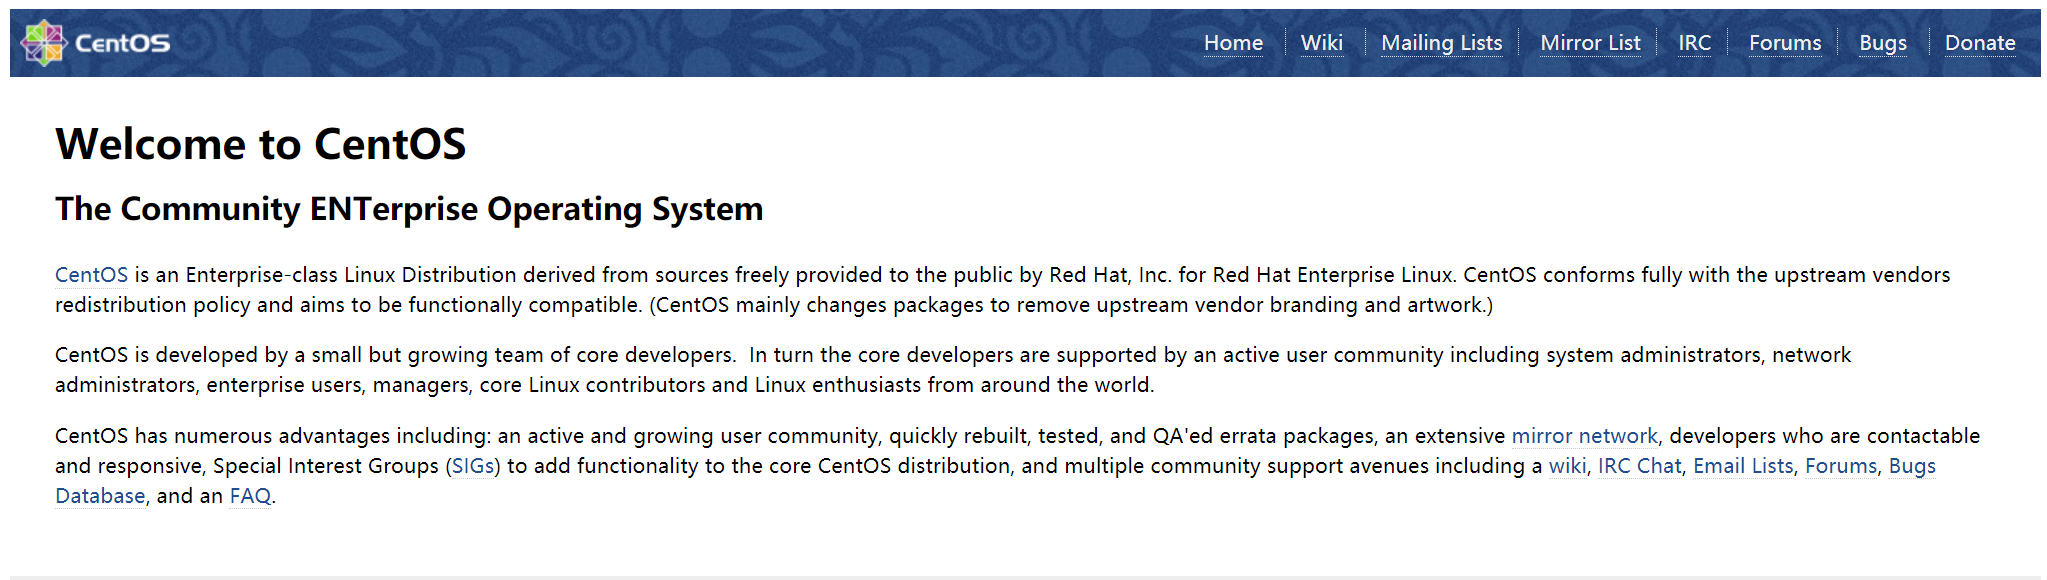 CentOS
Home Wiki Mailing Lists Mirror List IRC Forums Bugs Donate
Welcome to CentOS
The Community ENTerprise Operating System
CentOS is an Enterprise-class Linux Distribution derived from sources freely provided to the public by Red Hat, Inc. for Red Hat Enterprise Linux. CentOS conforms fully with the upstream vendors
redistribution policy and aims to be functionally compatible. (CentOS mainly changes packages to remove upstream vendor branding and artwork.)
CentOS is developed by a small but growing team of core developers.  In turn the core developers are supported by an active user community including system administrators, network
administrators, enterprise users, managers, core Linux contributors and Linux enthusiasts from around the world.
CentOS has numerous advantages including: an active and growing user community, quickly rebuilt, tested, and QA'ed errata packages, an extensive mirror network, developers who are contactable
and responsive, Special Interest Groups (SIGs) to add functionality to the core CentOS distribution, and multiple community support avenues including a wiki, IRC Chat, Email Lists, Forums, Bugs
Database, and an FAQ.